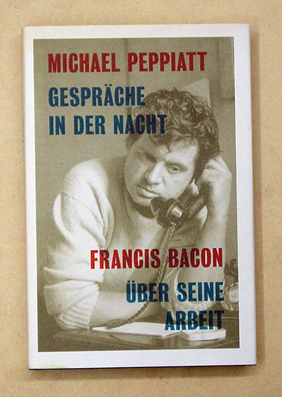 MICHAEL PEPPIATT
GESPRÄCHE
IN DER NACHT
FRANCIS BACON
ÜBER SEINE
ARBEIT